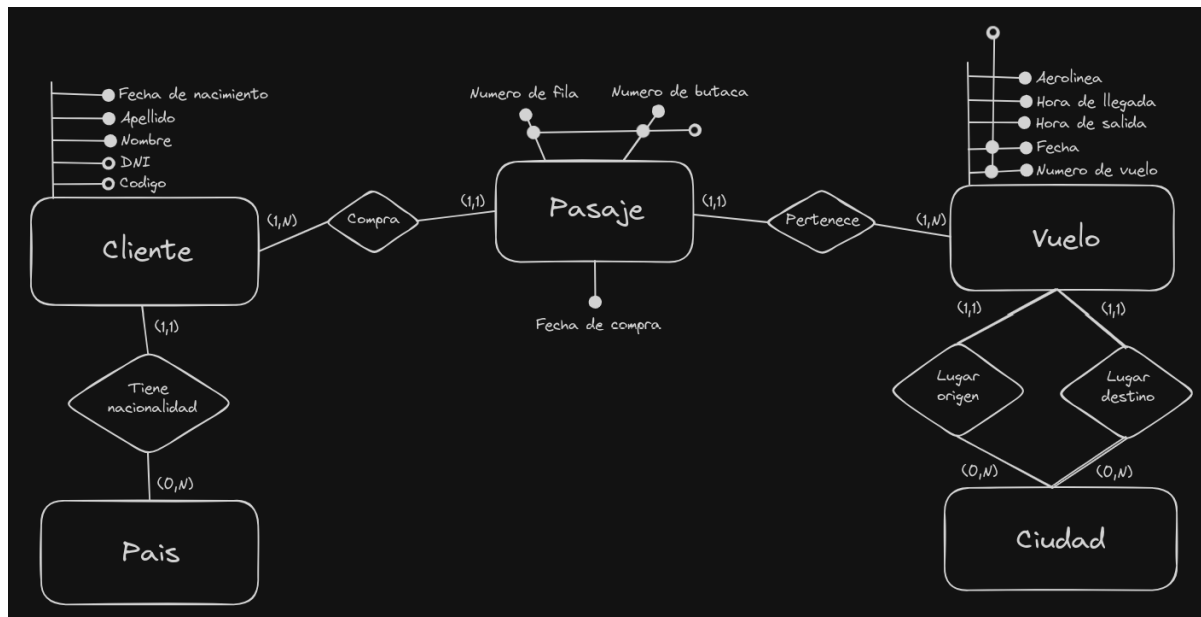 Fecha de nacimiento
Apellido
Nombre
DNI
Codigo
Cliente
(1,N)
Compra
(1,1)
Numero de fila
Numero de butaca
Pasaje
Fecha de compra
(1,1)
Pertenece
(1,N)
Aerolinea
Hora de llegada
Hora de salida
Fecha
Numero de vuelo
Vuelo
(1,1)
Tiene
nacionalidad
(0,N)
Pais
(1,1)
(1,1)
Lugar
origen
Lugar
destino
(0,N)
(0,N)
Ciudad